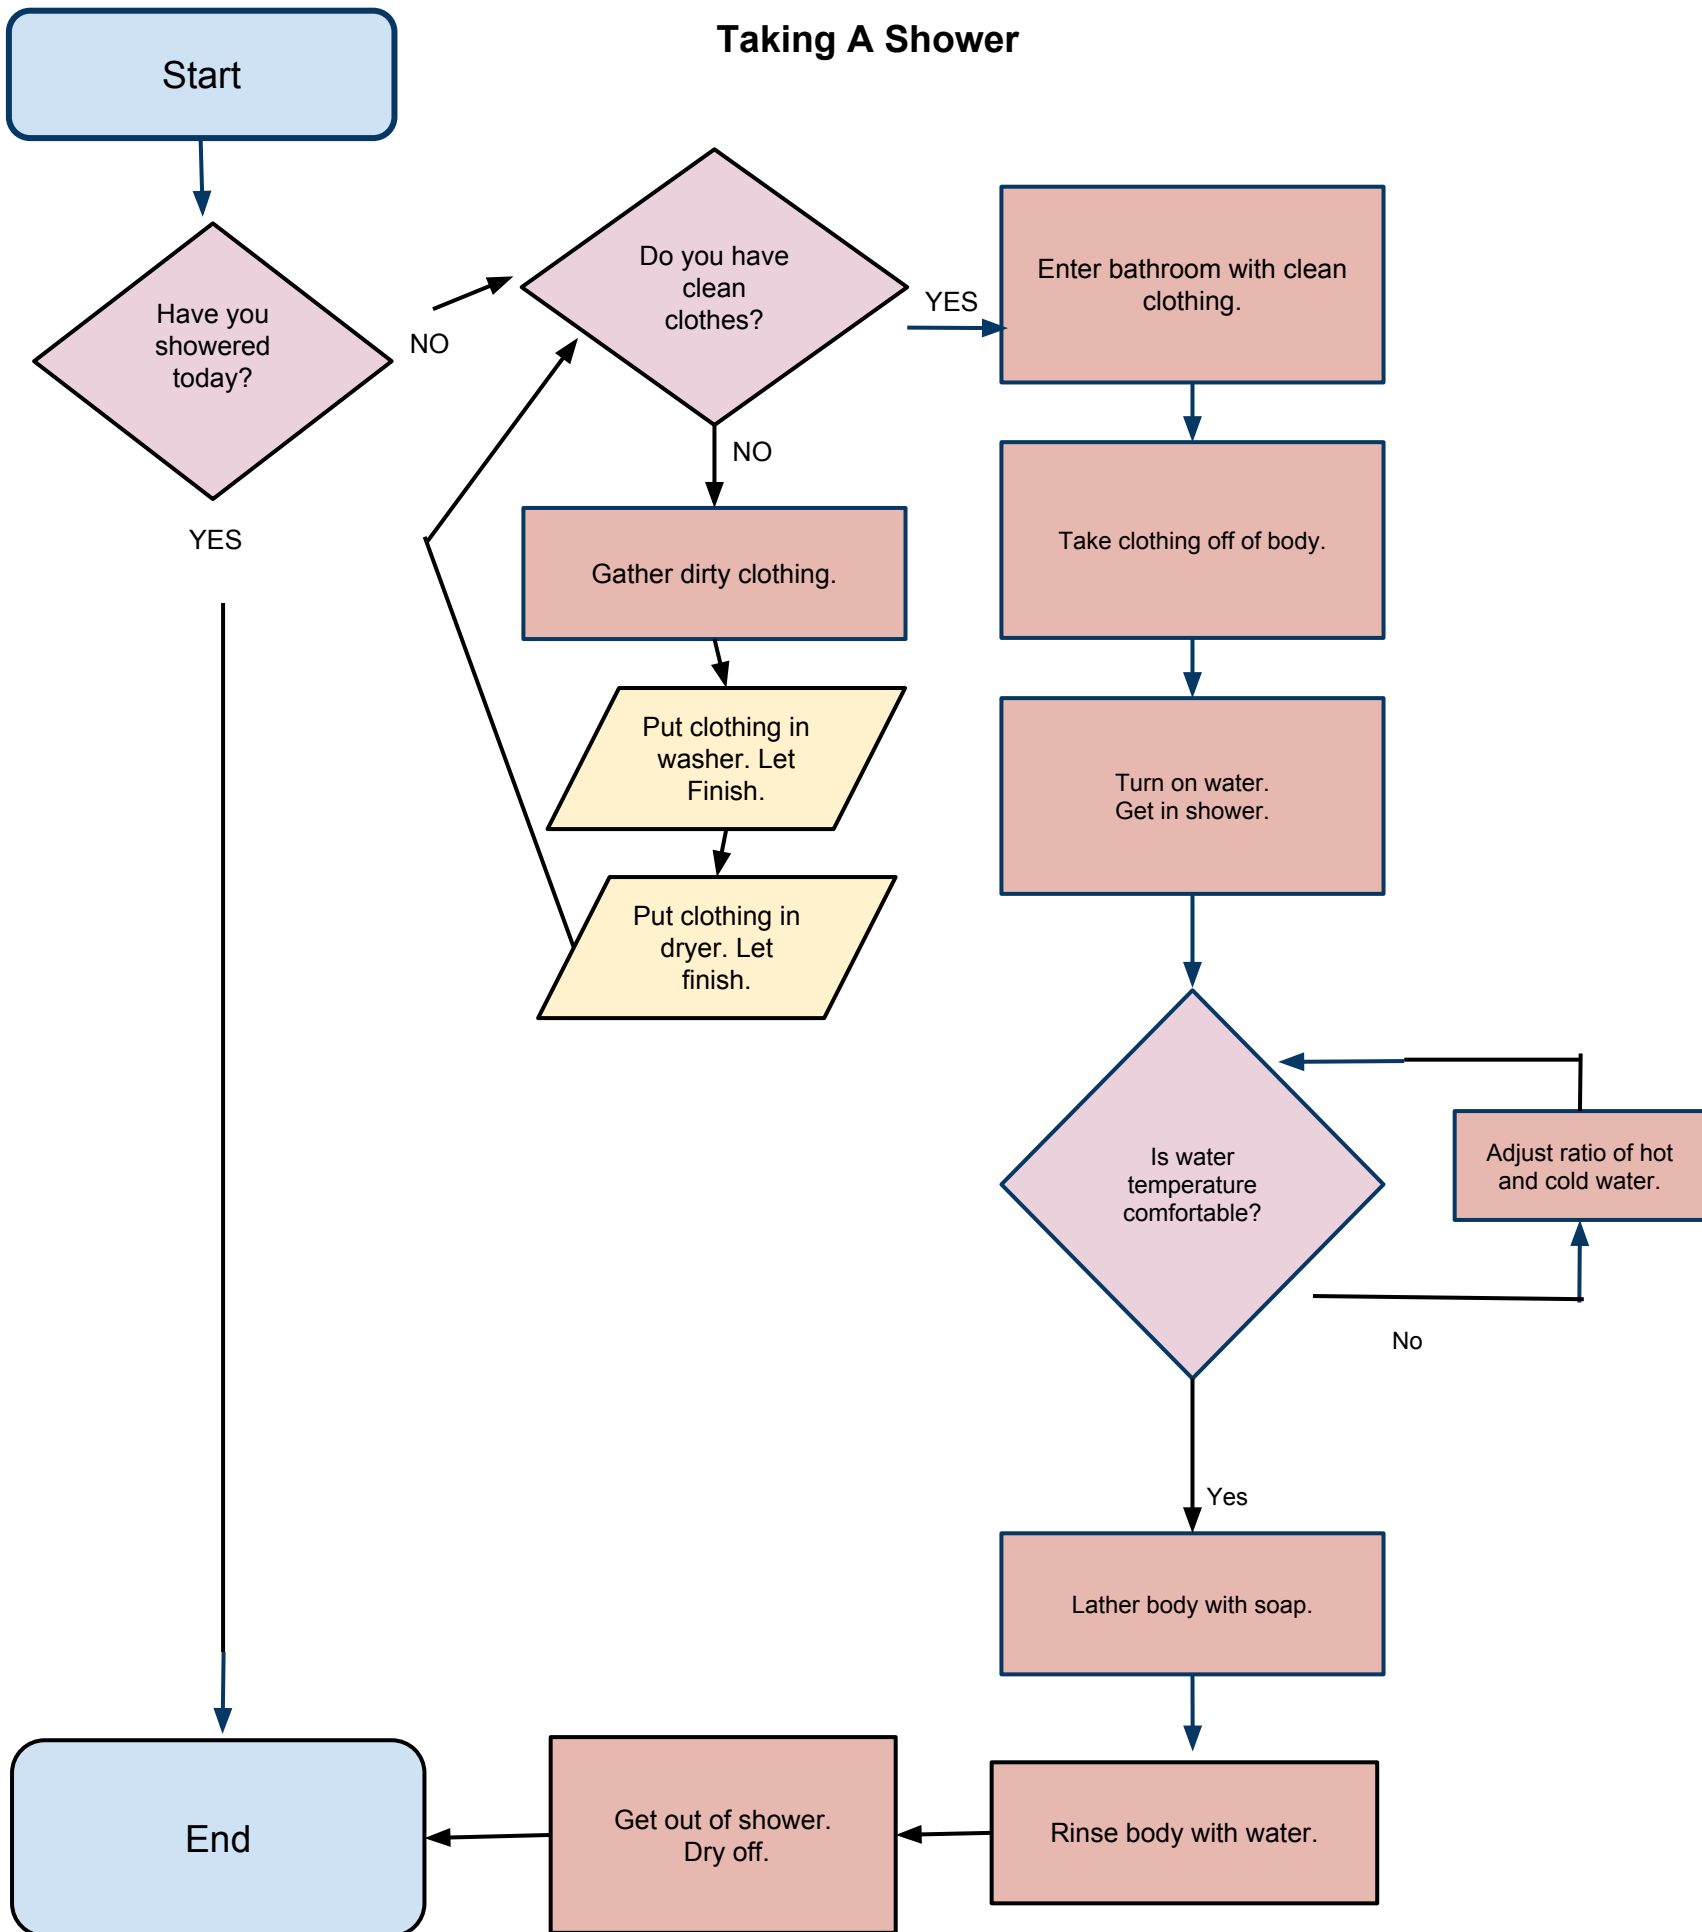 Taking A Shower
Start
Have you
showered
today?
NO
YES
Do you have
clean
clothes?
YES
NO
Gather dirty clothing.
Put clothing in
washer. Let
Finish.
Put clothing in
dryer. Let
finish.
Enter bathroom with clean
clothing.
Take clothing off of body.
Turn on water.
Get in shower.
Is water
temperature
comfortable?
Adjust ratio of hot
and cold water.
No
Yes
Lather body with soap.
Rinse body with water.
Get out of shower.
Dry off.
End